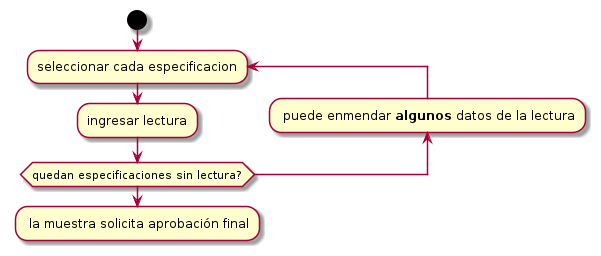 seleccionar cada especificacion
ingresar lectura
puede enmendar algunos datos de la lectura
quedan especificaciones sin lectura?
la muestra solicita aprobación final